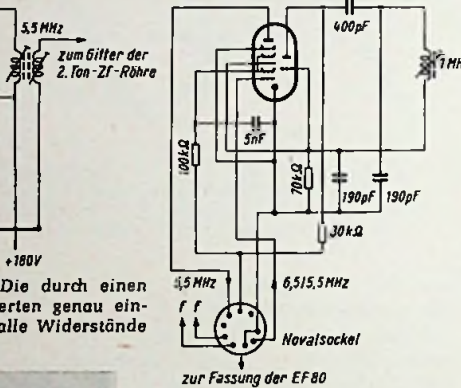 5,5 MHz
zum Gitter der
2. Ton-Zf-Röhre
+180V
Die durch einen
erten genau ein-
alle Widerstände
400pF
5nF
100kΩ
70kΩ
190pF
190pF
30kΩ
5,5 MHz
6,5/5,5 MHz
f f
Novalsockel
zur Fassung der EF80